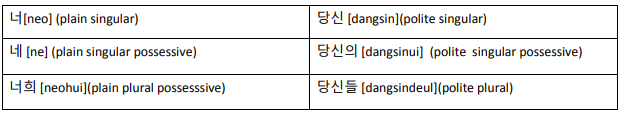 너[neo] (plain singular)
당신 [dangsin](polite singular)
네 [ne] (plain singular possessive)
당신의 [dangsinui] (polite singular possessive)
너희 [neohui](plain plural possesssive)
당신들 [dangsindeul](polite plural)